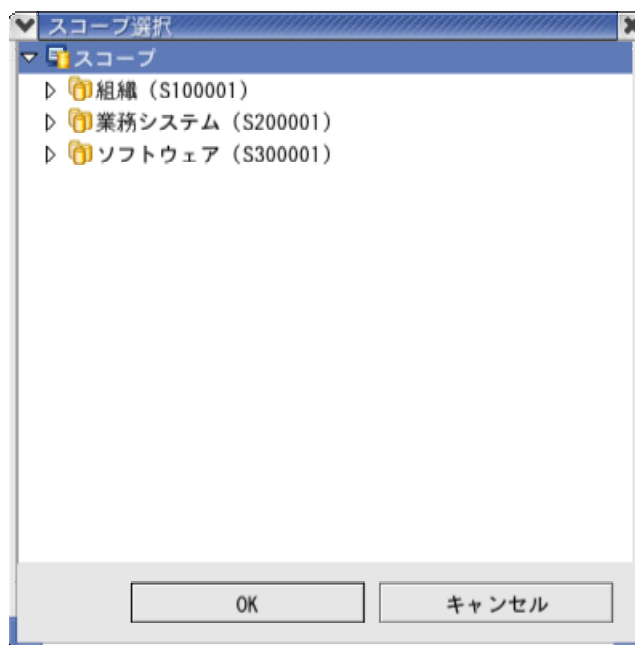 スコープ選択
スコープ
組織 (S100001)
業務システム (S200001)
ソフトウェア (S300001)
OK
キャンセル